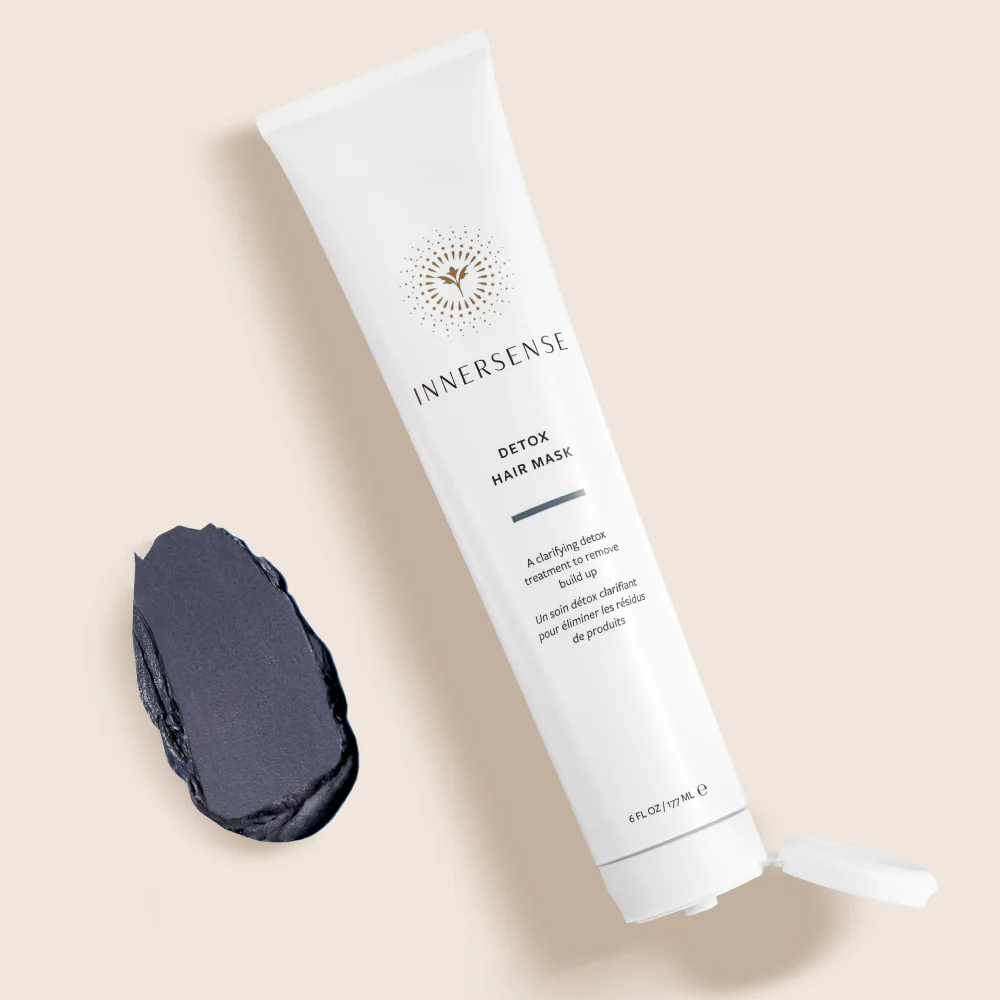 INNERSENSE
DETOX
HAIR MASK
A clarifying detox
treatment to remove
build up
Un soin détox clarifiant
pour éliminer les résidus
de produits
6 FL OZ / 177 ML ℮